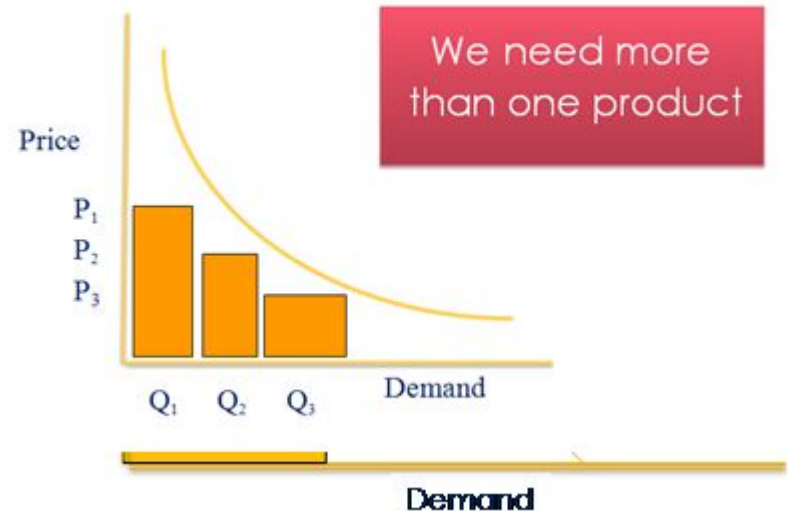 We need more
than one product
Price
P₁
P₂
P₃
Q₁ Q₂ Q₃ Demand
Demand